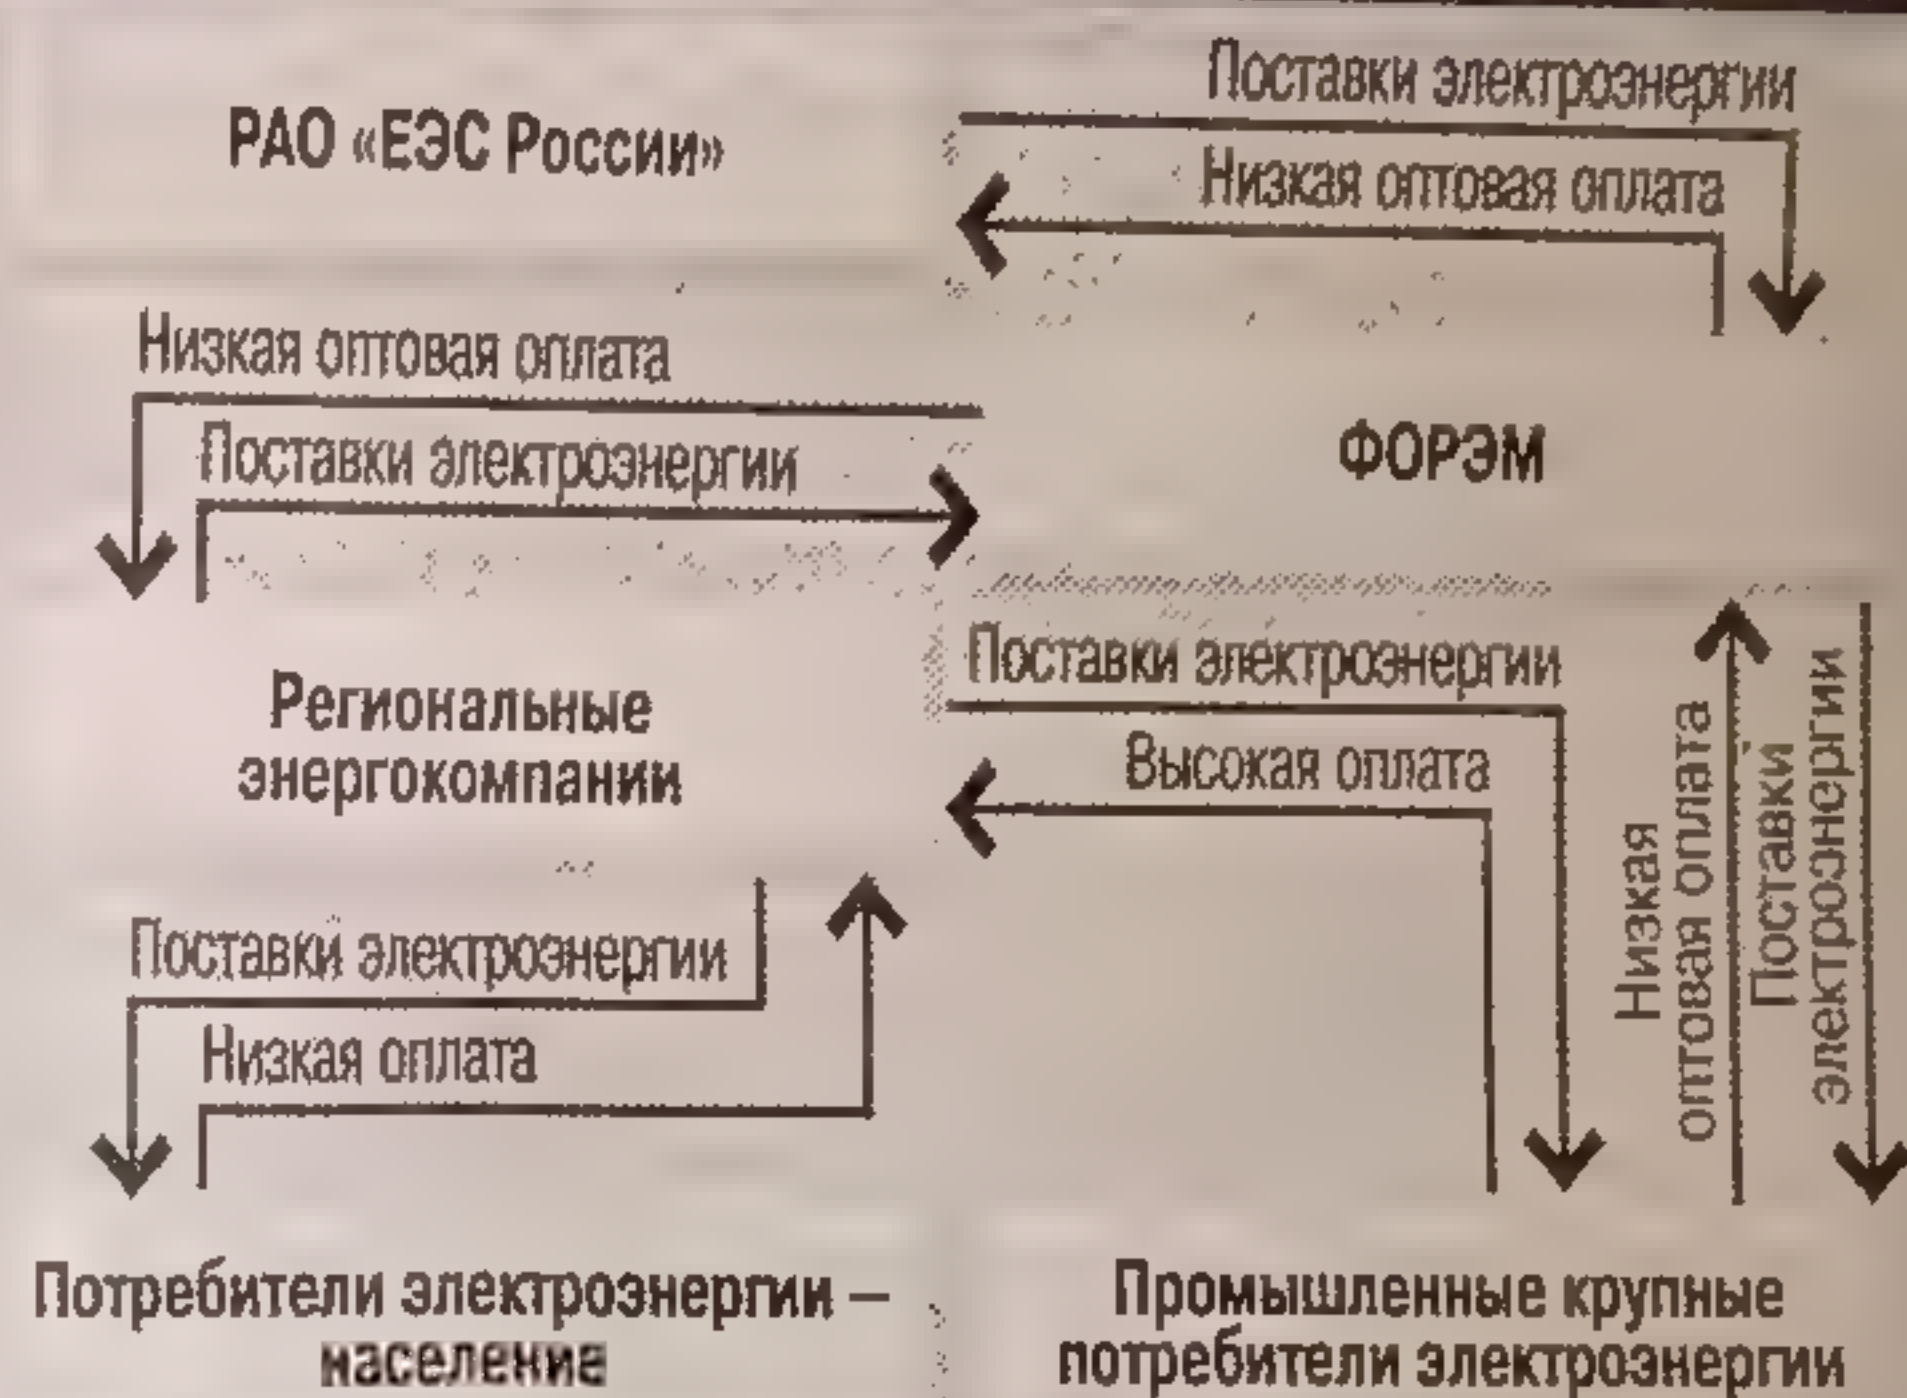 Поставки электроэнергии
РАО «ЕЭС России»
Низкая оптовая оплата
Низкая оптовая оплата
Поставки электроэнергии
ФОРЭМ
Поставки электроэнергии
Региональные
энергокомпании
Высокая оплата
Низкая
оптовая оплата
Поставки
электроэнергии
Поставки электроэнергии
Низкая оплата
Потребители электроэнергии –
население
Промышленные крупные
потребители электроэнергии